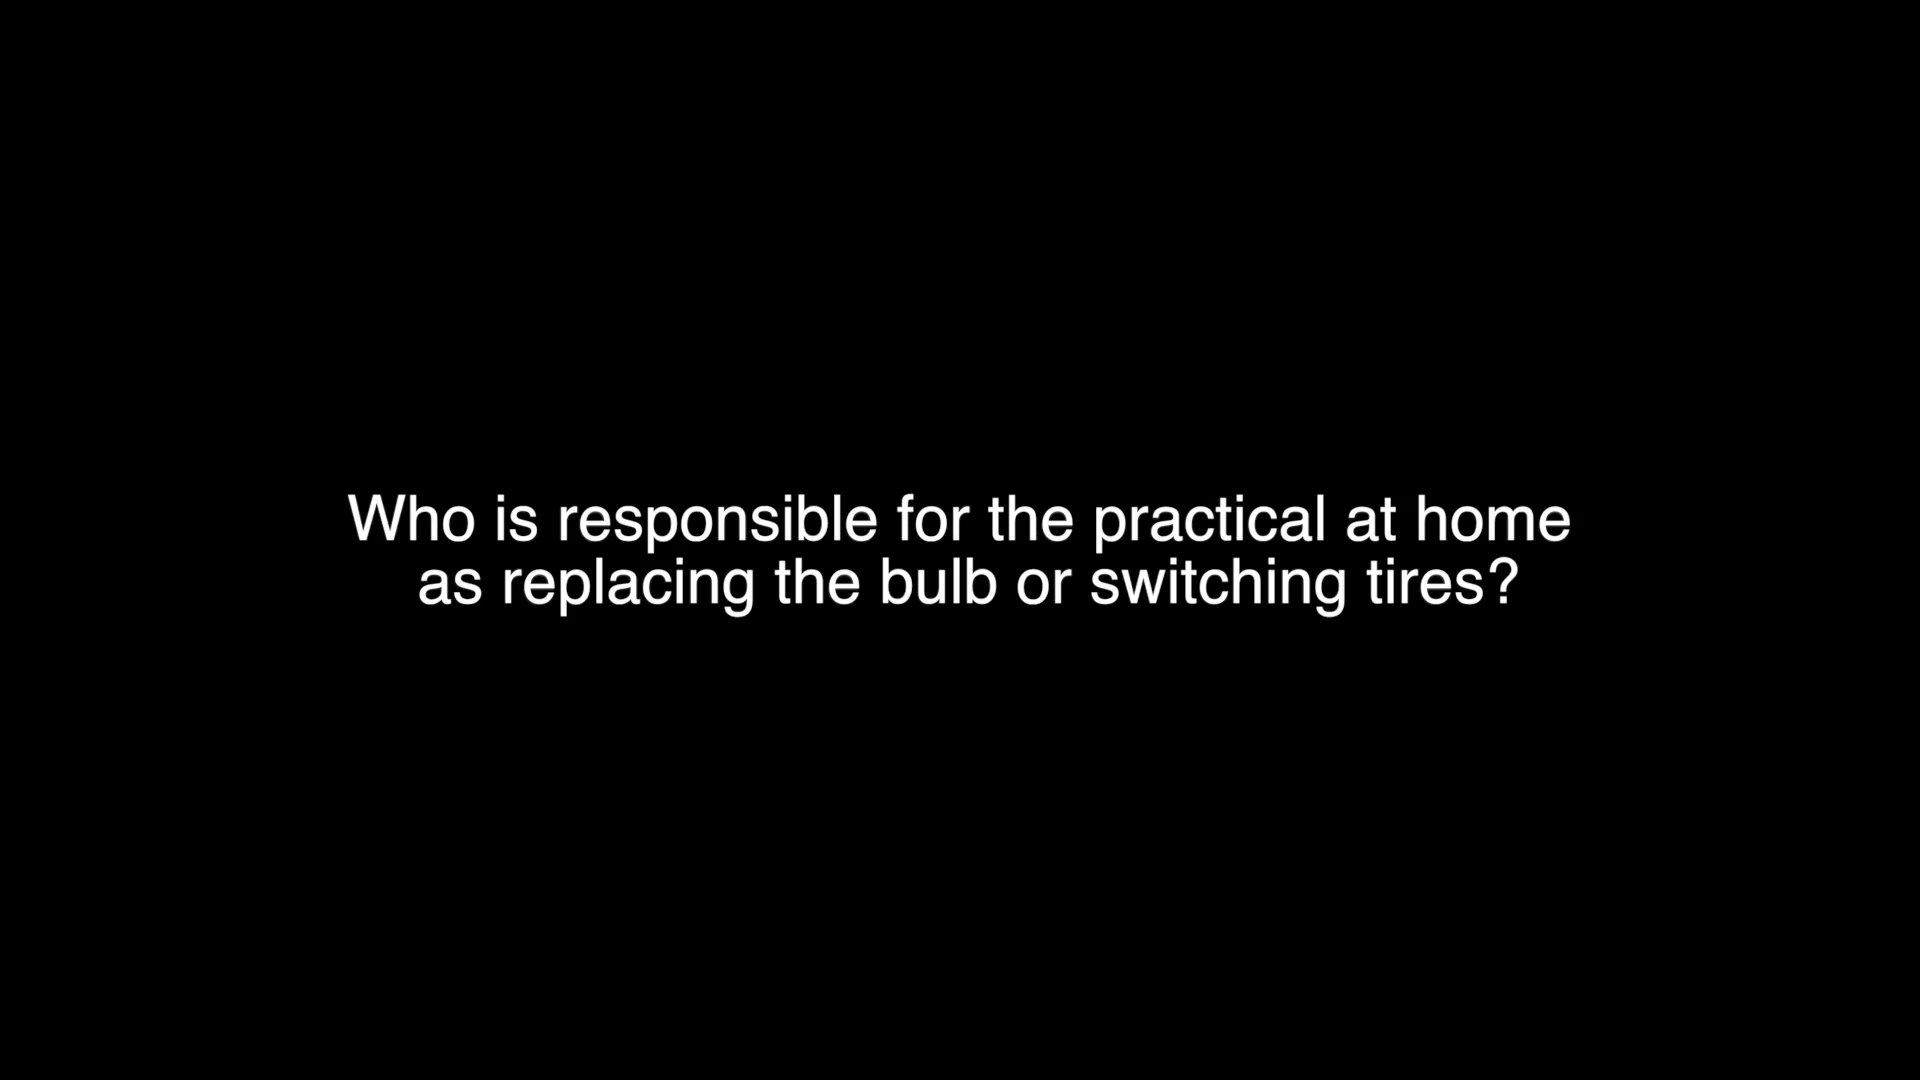 Who is responsible for the practical at home
as replacing the bulb or switching tires?